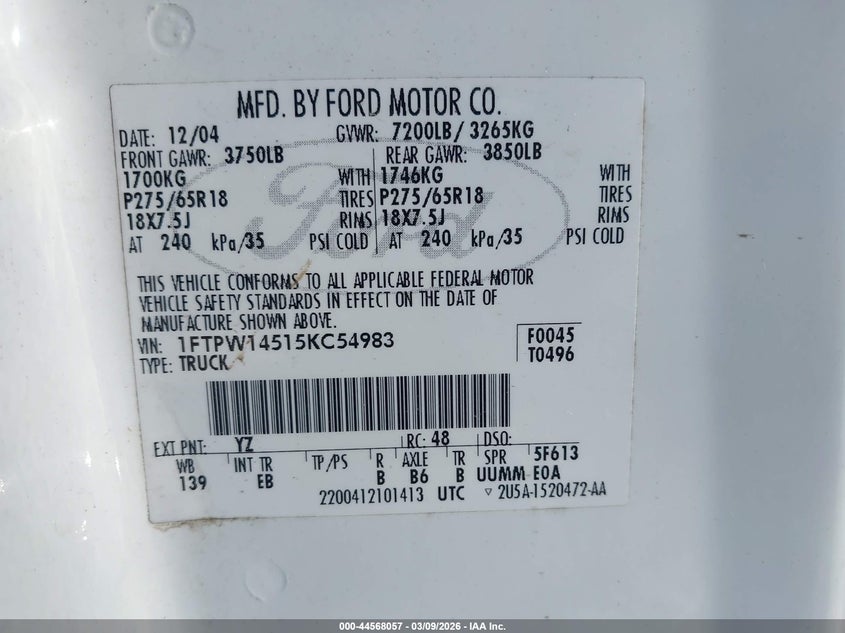 MFD. BY FORD MOTOR CO.
DATE: 12/04 GVWR: 7200LB/ 3265KG
FRONT GAWR: 3750LB REAR GAWR: 3850LB
1700KG WITH 1746KG WITH
P275/65R18 TIRES P275/65R18 TIRES
18X7.5J RIMS 18X7.5J RIMS
AT 240 kPa/35 PSI COLD AT 240 kPa/35 PSI COLD
Ford
THIS VEHICLE CONFORMS TO ALL APPLICABLE FEDERAL MOTOR
VEHICLE SAFETY STANDARDS IN EFFECT ON THE DATE OF
MANUFACTURE SHOWN ABOVE.
VIN: 1FTPW14515KC54983 F0045
TYPE: TRUCK T0496
EXT PNT: YZ RC: 48 DSO:
WB INT TR TP/PS R AXLE TR SPR 5F613
139 EB B B6 B UUMM E0A
2200412101413 UTC ▽ 2U5A-1520472-AA
000-44568057 - 03/09/2026 - IAA Inc.